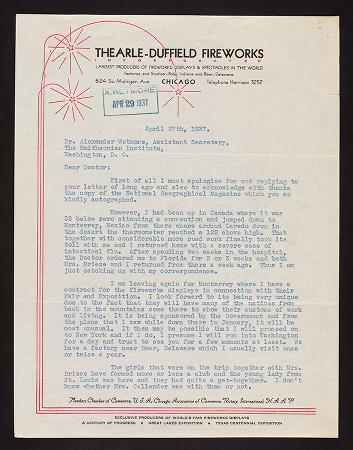 THEARLE-DUFFIELD FIREWORKS
INCORPORATED
LARGEST PRODUCERS OF FIREWORKS DISPLAYS & SPECTACLES IN THE WORLD
Factories and Studios - Indiana and Bear, Delaware
624 So. Michigan Ave. CHICAGO Telephone Harrison 3252
A. WETMORE
APR 29 1937
April 27th, 1937.
Dr. Alexander Wetmore, Assistant Secretary,
The Smithsonian Institute,
Washington, D. C.
Dear Doctor:
First of all I must apologize for not replying to
your letter of long ago and also to acknowledge with thanks
the copy of the National Geographic Magazine which you so
kindly autographed.
However, I had been up in Canada where it was
52 below zero attending a convention and jumped down to
Monterrey, Mexico from there where around Laredo down in
the desert the thermometer reached a 122 above high. That
together with considerable more road work finally took its
toll with me and I returned home with a severe case of
intestinal flu. After spending two weeks in the hospital,
the Doctor ordered me to Florida for 2 or 3 weeks and both
Mrs. Briese and I returned from there a week ago. Thus I am
just catching up with my correspondence.
I am leaving again for Monterrey where I have a
contract for the fireworks displays in connection with their
Fair and Exposition. I look forward to its being very unique
due to the fact that they will have many of the natives from
back in the mountains come there to show their customs of work
and living. It is being sponsored by the Government and from
the plans that I saw while down there in January, it will be
most unusual. It then may be possible that I will proceed on
to New York and if I do, I presume I will run into Washington
for a day and trust to see you for a few moments at least. We
have a factory near Bear, Delaware which I usually visit once
or twice a year.
The girls that were on the trip together with Mrs.
Briese have formed more or less a club and the young lady from
St. Louis was here and they had quite a get-together. I don't
know whether Mrs. Callender was with them or not.
Members Chamber of Commerce, U. S. A., Chicago Association of Commerce, Rotary International, N.A.A.P.
EXCLUSIVE PRODUCERS OF WORLD'S FAIR FIREWORKS DISPLAYS
A CENTURY OF PROGRESS • GREAT LAKES EXPOSITION • TEXAS CENTENNIAL EXPOSITION